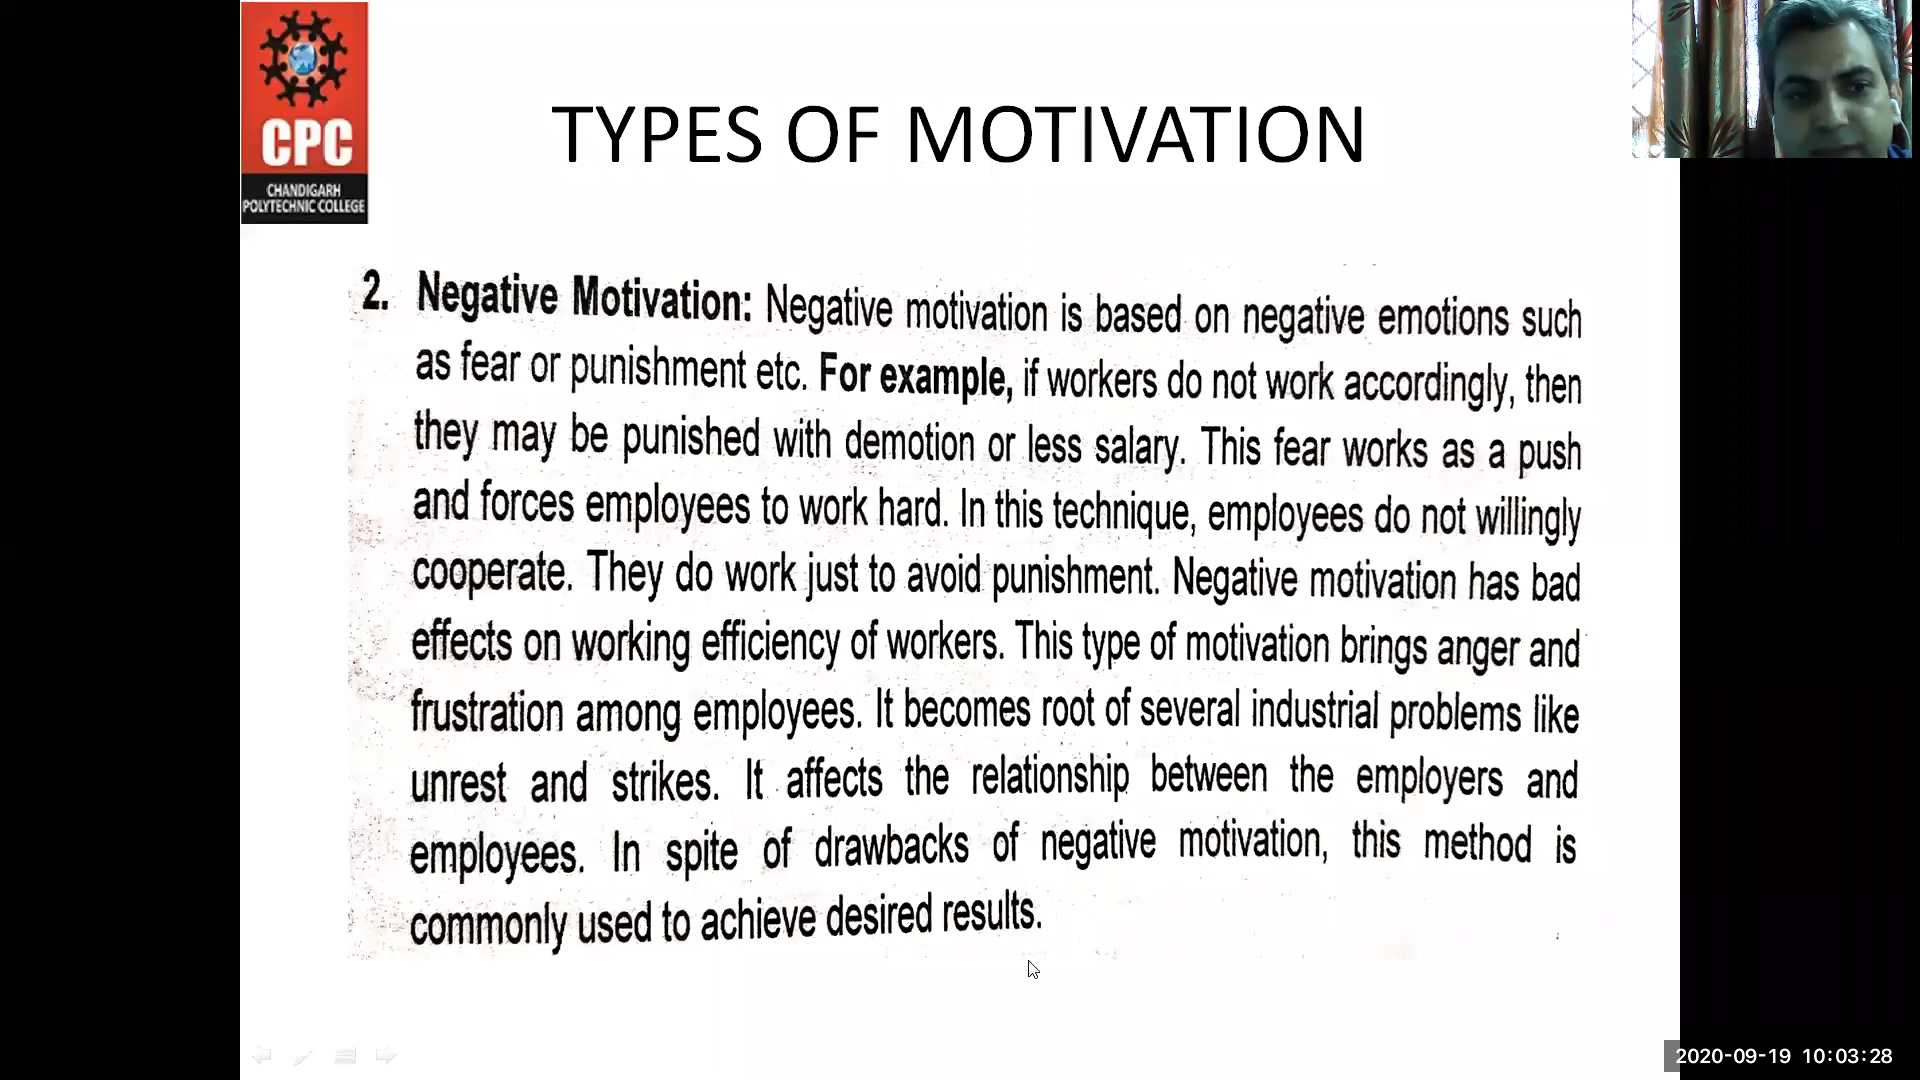 CPC
CHANDIGARH
POLYTECHNIC COLLEGE
TYPES OF MOTIVATION
2. Negative Motivation: Negative motivation is based on negative emotions such
as fear or punishment etc. For example, if workers do not work accordingly, then
they may be punished with demotion or less salary. This fear works as a push
and forces employees to work hard. In this technique, employees do not willingly
cooperate. They do work just to avoid punishment. Negative motivation has bad
effects on working efficiency of workers. This type of motivation brings anger and
frustration among employees. It becomes root of several industrial problems like
unrest and strikes. It affects the relationship between the employers and
employees. In spite of drawbacks of negative motivation, this method is
commonly used to achieve desired results.
2020-09-19 10:03:28